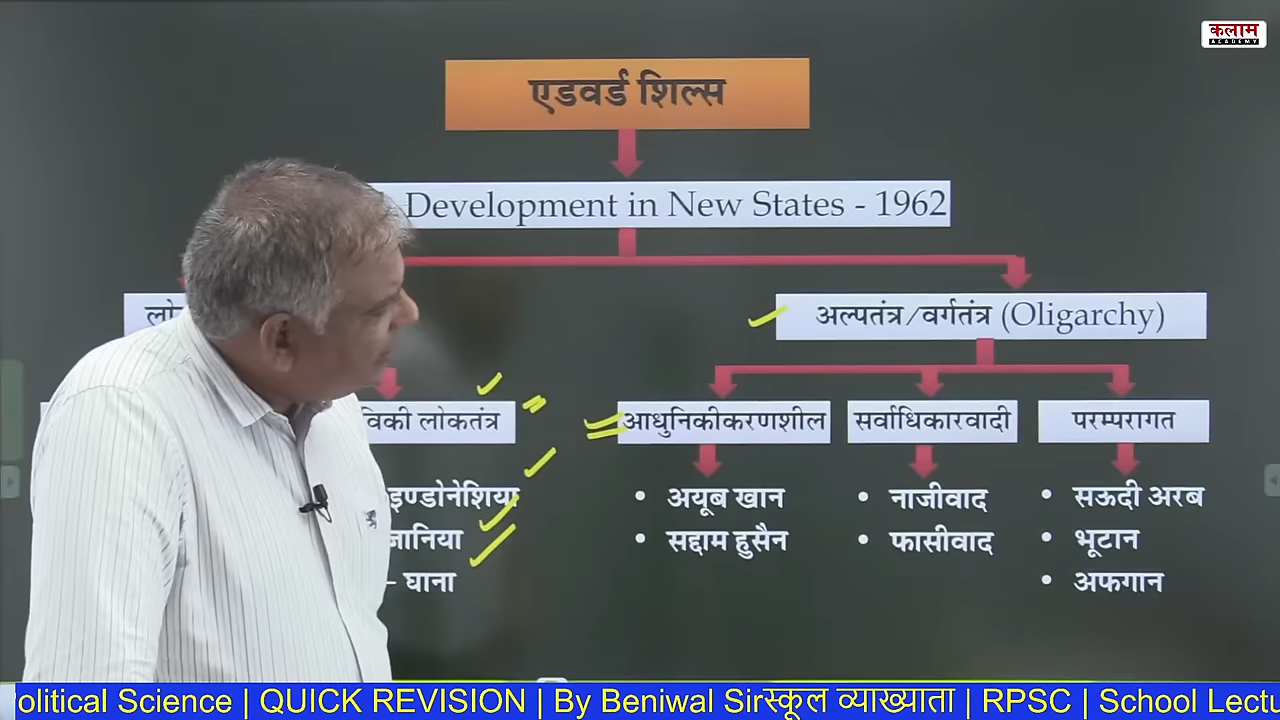 कलाम
ACADEMY
एडवर्ड शिल्स
Development in New States - 1962
अल्पतंत्र/वर्गतंत्र (Oligarchy)
लोकतंत्र
आधुनिकीकरणशील
सर्वाधिकारवादी
परम्परागत
इण्डोनेशिया
घाना
• अयूब खान
• सद्दाम हुसैन
• नाजीवाद
• फासीवाद
• सऊदी अरब
• भूटान
• अफगान
olitical Science | QUICK REVISION | By Beniwal Sirस्कूल व्याख्याता | RPSC | School Lectu